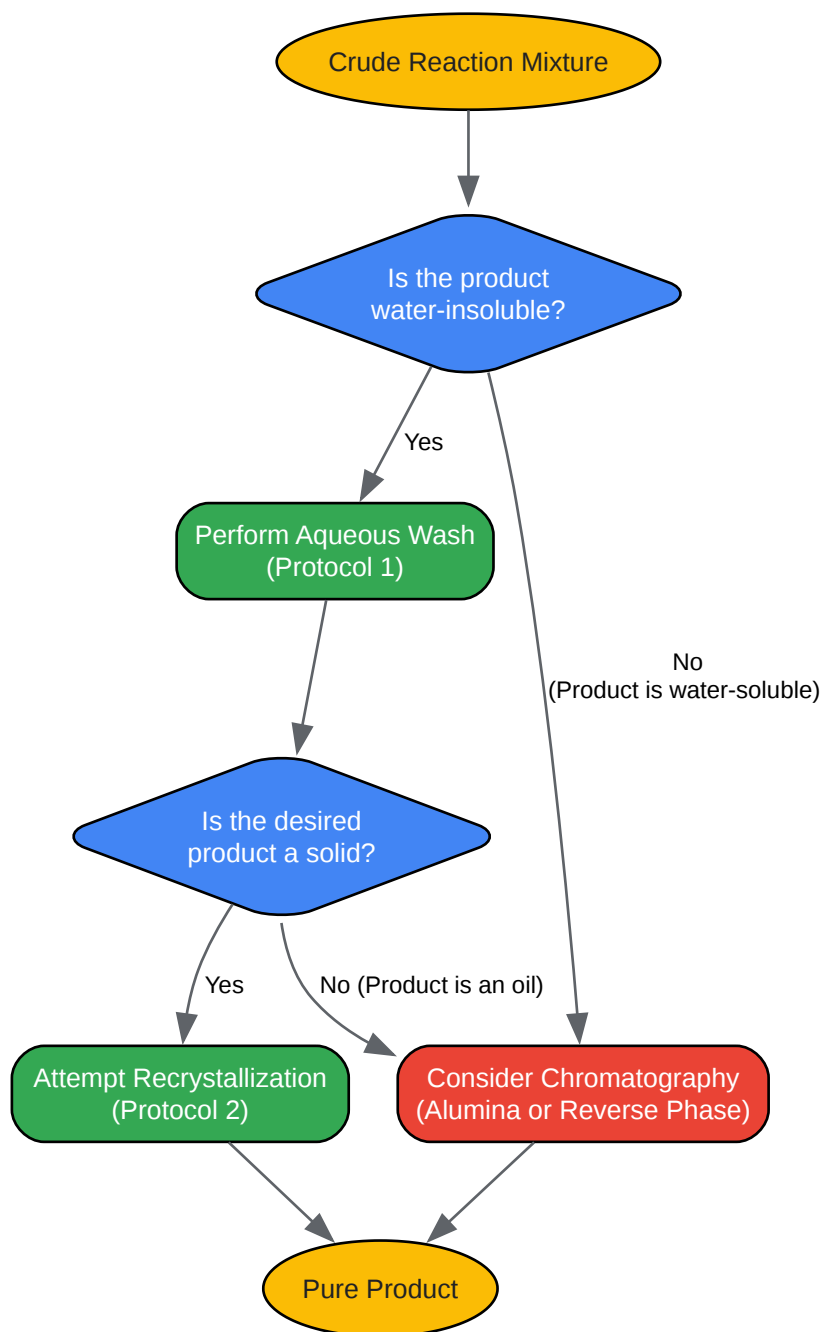 Crude Reaction Mixture
Is the product
water-insoluble?
Yes
Perform Aqueous Wash
(Protocol 1)
No
(Product is water-soluble)
Is the desired
product a solid?
Yes
No (Product is an oil)
Attempt Recrystallization
(Protocol 2)
Consider Chromatography
(Alumina or Reverse Phase)
Pure Product